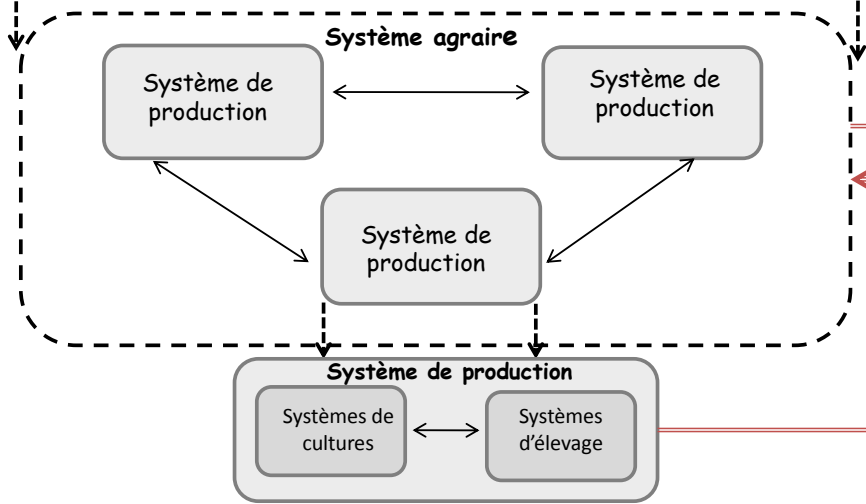 Système agraire
Système de
production
Système de
production
Système de
production
Système de production
Systèmes de
cultures
Systèmes
d'élevage